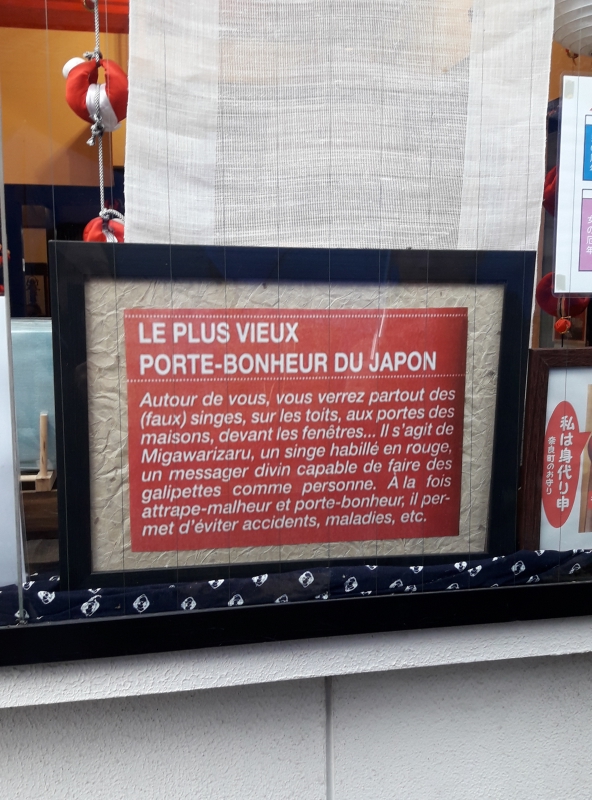 LE PLUS VIEUX
PORTE-BONHEUR DU JAPON
Autour de vous, vous verrez partout des
(faux) singes, sur les toits, aux portes des
maisons, devant les fenêtres... Il s'agit de
Migawarizaru, un singe habillé en rouge,
un messager divin capable de faire des
galipettes comme personne. À la fois
attrape-malheur et porte-bonheur, il per-
met d'éviter accidents, maladies, etc.
私は身代り申
奈良町のお守り